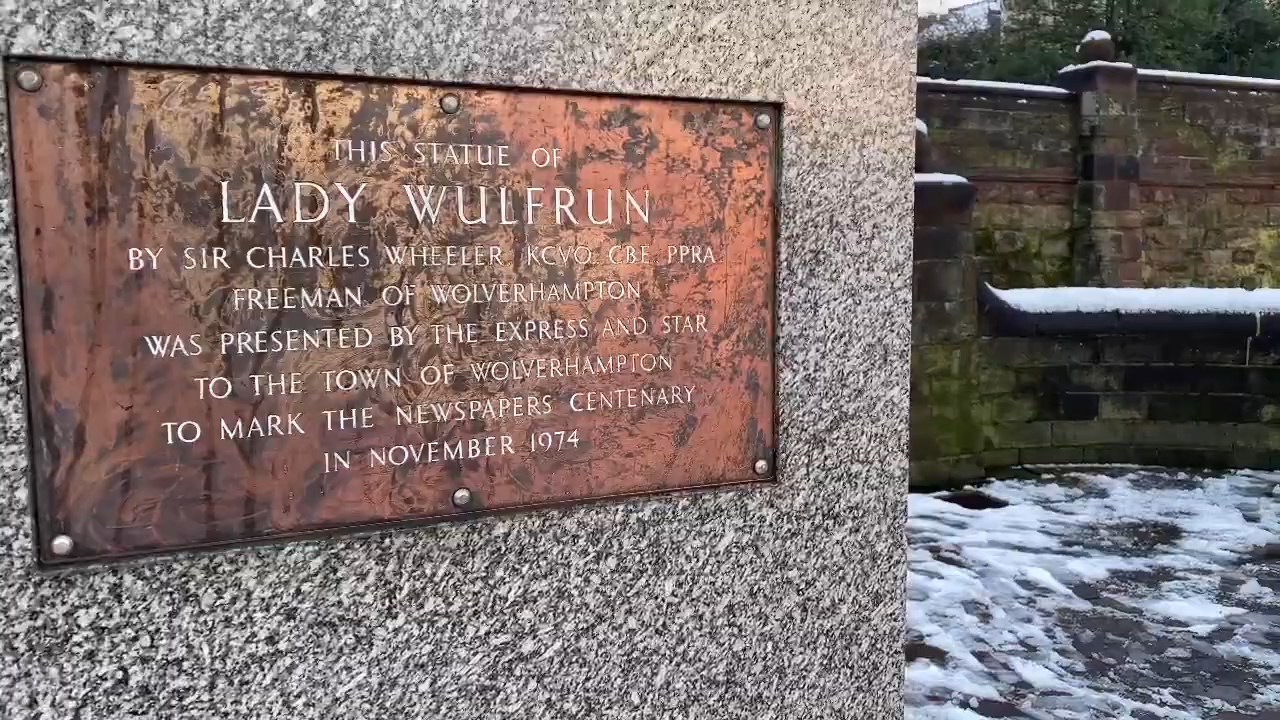 THIS STATUE OF
LADY WULFRUN
BY SIR CHARLES WHEELER, KCVO. CBE. PPRA.
FREEMAN OF WOLVERHAMPTON
WAS PRESENTED BY THE EXPRESS AND STAR
TO THE TOWN OF WOLVERHAMPTON
TO MARK THE NEWSPAPERS CENTENARY
IN NOVEMBER 1974